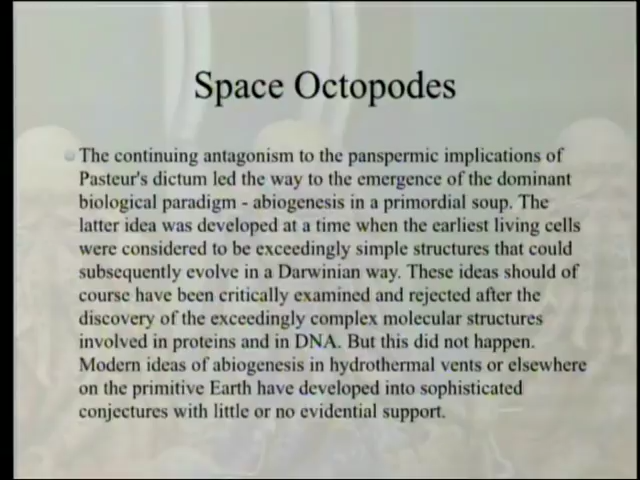 Space Octopodes
The continuing antagonism to the panspermic implications of
Pasteur's dictum led the way to the emergence of the dominant
biological paradigm - abiogenesis in a primordial soup. The
latter idea was developed at a time when the earliest living cells
were considered to be exceedingly simple structures that could
subsequently evolve in a Darwinian way. These ideas should of
course have been critically examined and rejected after the
discovery of the exceedingly complex molecular structures
involved in proteins and in DNA. But this did not happen.
Modern ideas of abiogenesis in hydrothermal vents or elsewhere
on the primitive Earth have developed into sophisticated
conjectures with little or no evidential support.